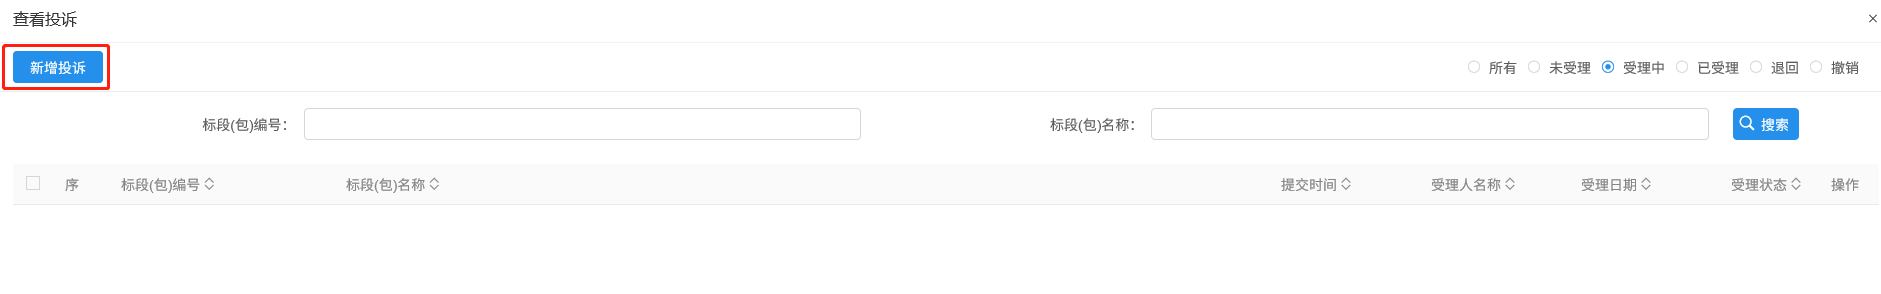 查看投诉
新增投诉 所有 未受理 受理中 已受理 退回 撤销
标段(包)编号： 标段(包)名称： 搜索
序 标段(包)编号 标段(包)名称 提交时间 受理人名称 受理日期 受理状态 操作